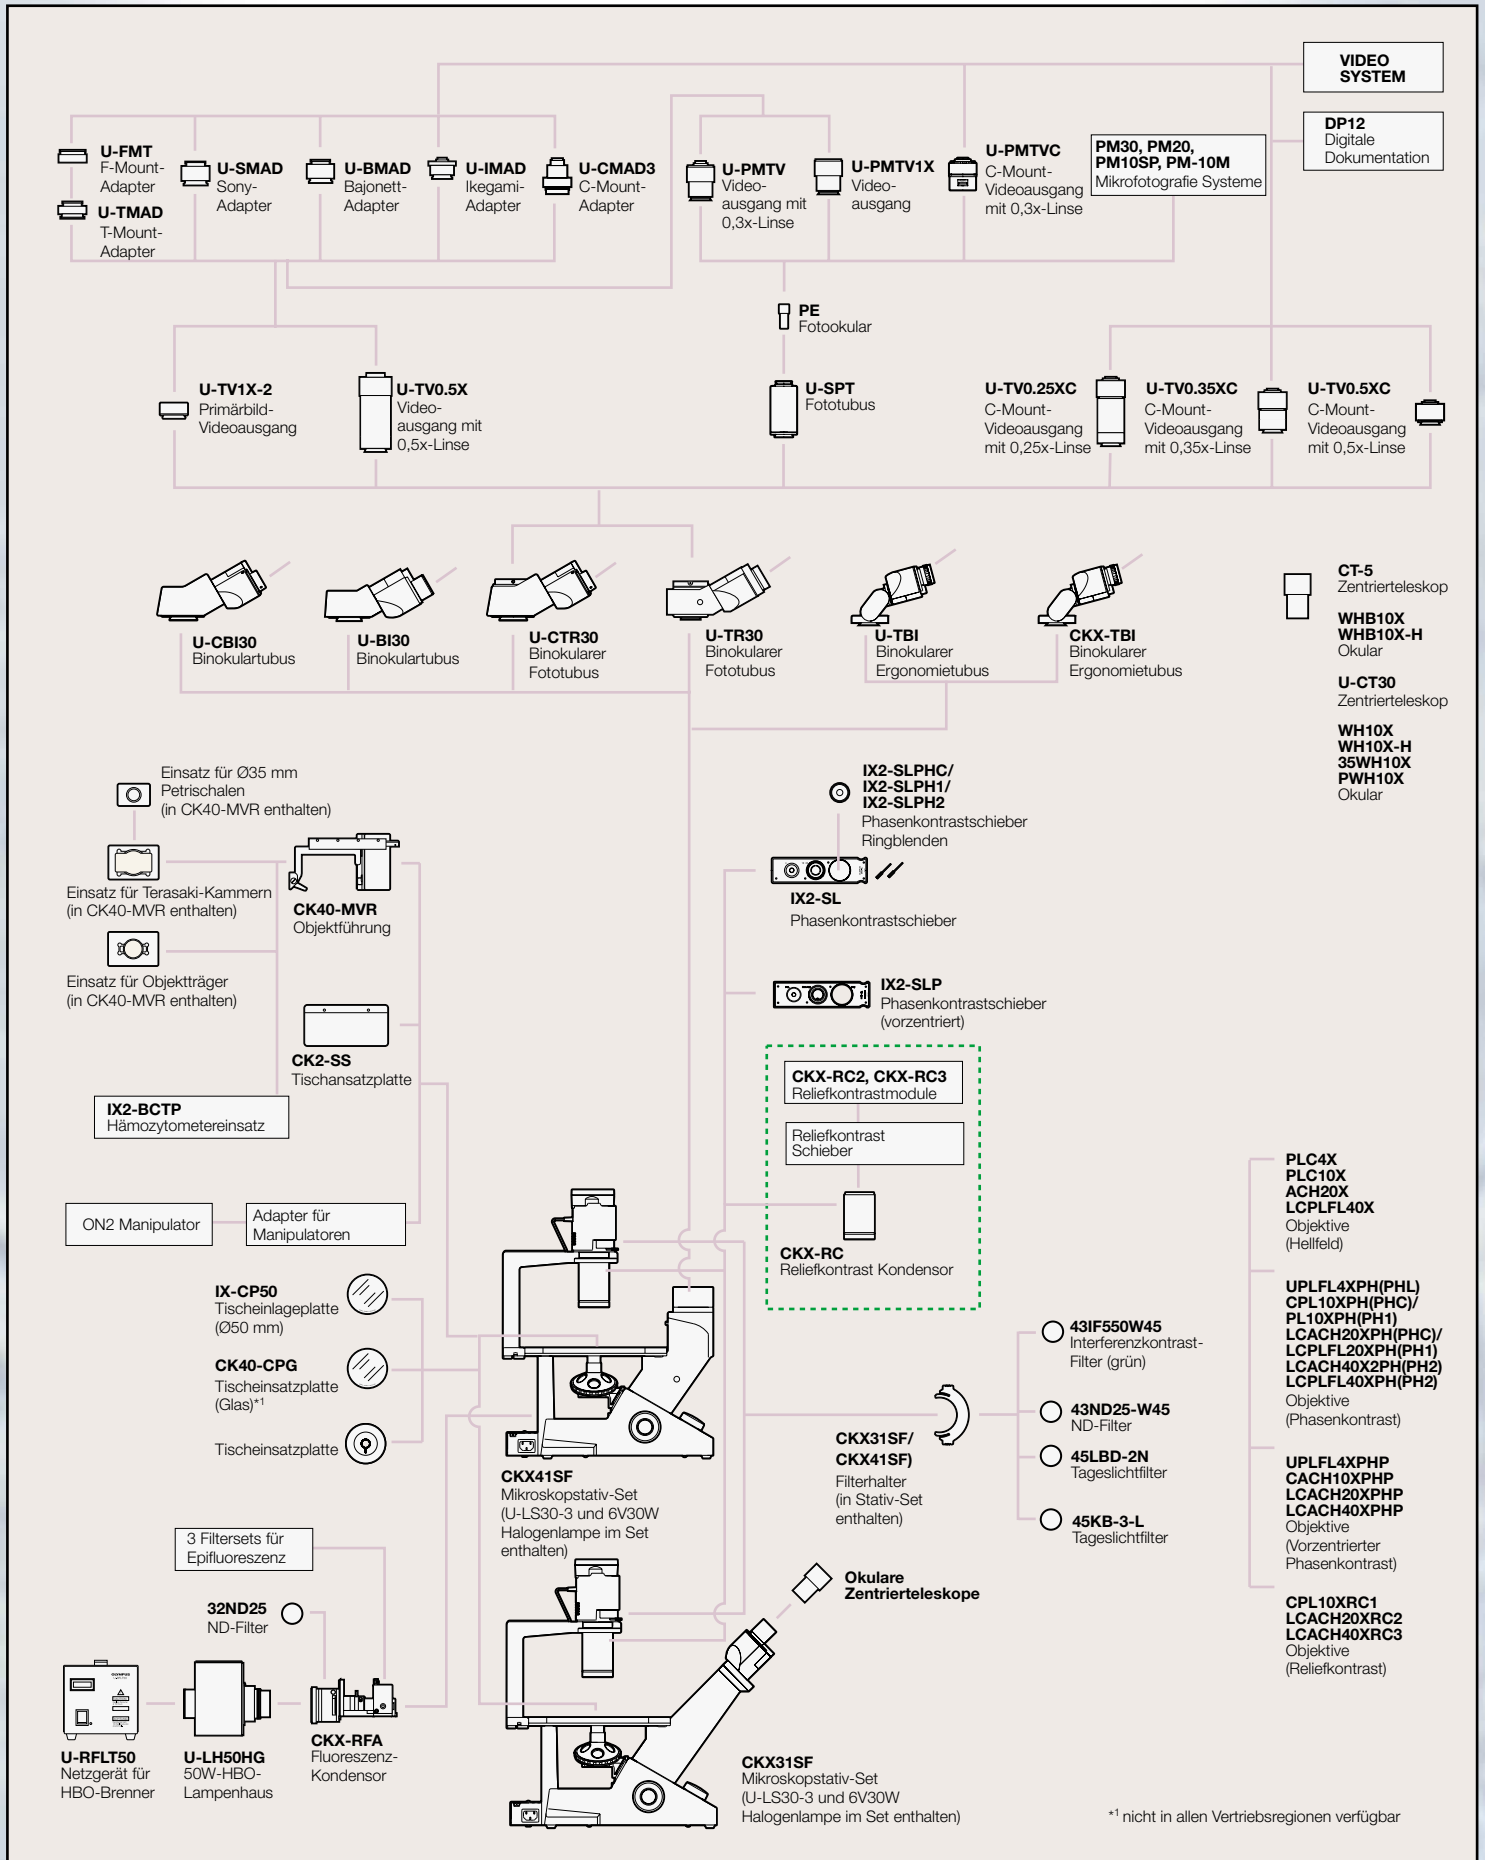 VIDEO
SYSTEM
DP12
Digitale
Dokumentation
U-FMT
F-Mount-
Adapter
U-TMAD
T-Mount-
Adapter
U-SMAD
Sony-
Adapter
U-BMAD
Bajonett-
Adapter
U-IMAD
Ikegami-
Adapter
U-CMAD3
C-Mount-
Adapter
U-PMTV
Video-
ausgang mit
0,3x-Linse
U-PMTV1X
Video-
ausgang
U-PMTVC
C-Mount-
Videoausgang
mit 0,3x-Linse
PM30, PM20,
PM10SP, PM-10M
Mikrofotografie Systeme
PE
Fotookular
U-TV1X-2
Primärbild-
Videoausgang
U-TV0.5X
Video-
ausgang mit
0,5x-Linse
U-SPT
Fototubus
U-TV0.25XC
C-Mount-
Videoausgang
mit 0,25x-Linse
U-TV0.35XC
C-Mount-
Videoausgang
mit 0,35x-Linse
U-TV0.5XC
C-Mount-
Videoausgang
mit 0,5x-Linse
U-CBI30
Binokulartubus
U-BI30
Binokulartubus
U-CTR30
Binokularer
Fototubus
U-TR30
Binokularer
Fototubus
U-TBI
Binokularer
Ergonomietubus
CKX-TBI
Binokularer
Ergonomietubus
CT-5
Zentrierteleskop
WHB10X
WHB10X-H
Okular
U-CT30
Zentrierteleskop
WH10X
WH10X-H
35WH10X
PWH10X
Okular
Einsatz für Ø35 mm
Petrischalen
(in CK40-MVR enthalten)
Einsatz für Terasaki-Kammern
(in CK40-MVR enthalten)
CK40-MVR
Objektführung
Einsatz für Objektträger
(in CK40-MVR enthalten)
CK2-SS
Tischansatzplatte
IX2-BCTP
Hämozytometereinsatz
ON2 Manipulator
Adapter für
Manipulatoren
IX2-SLPHC/
IX2-SLPH1/
IX2-SLPH2
Phasenkontrastschieber
Ringblenden
IX2-SL
Phasenkontrastschieber
IX2-SLP
Phasenkontrastschieber
(vorzentriert)
CKX-RC2, CKX-RC3
Reliefkontrastmodule
Reliefkontrast
Schieber
CKX-RC
Reliefkontrast Kondensor
IX-CP50
Tischeinlageplatte
(Ø50 mm)
CK40-CPG
Tischeinsatzplatte
(Glas)*1
Tischeinsatzplatte
CKX41SF
Mikroskopstativ-Set
(U-LS30-3 und 6V30W
Halogenlampe im Set
enthalten)
CKX31SF/
CKX41SF)
Filterhalter
(in Stativ-Set
enthalten)
43IF550W45
Interferenzkontrast-
Filter (grün)
43ND25-W45
ND-Filter
45LBD-2N
Tageslichtfilter
45KB-3-L
Tageslichtfilter
PLC4X
PLC10X
ACH20X
LCPLFL40X
Objektive
(Hellfeld)
UPLFL4XPH(PHL)
CPL10XPH(PHC)/
PL10XPH(PH1)
LCACH20XPH(PHC)/
LCPLFL20XPH(PH1)
LCACH40X2PH(PH2)
LCPLFL40XPH(PH2)
Objektive
(Phasenkontrast)
UPLFL4XPHP
CACH10XPHP
LCACH20XPHP
LCACH40XPHP
Objektive
(Vorzentrierter
Phasenkontrast)
CPL10XRC1
LCACH20XRC2
LCACH40XRC3
Objektive
(Reliefkontrast)
3 Filtersets für
Epifluoreszenz
32ND25
ND-Filter
Okulare
Zentrierteleskope
OLYMPUS
U-RFLT50
Netzgerät für
HBO-Brenner
U-LH50HG
50W-HBO-
Lampenhaus
CKX-RFA
Fluoreszenz-
Kondensor
CKX31SF
Mikroskopstativ-Set
(U-LS30-3 und 6V30W
Halogenlampe im Set enthalten)
*1 nicht in allen Vertriebsregionen verfügbar